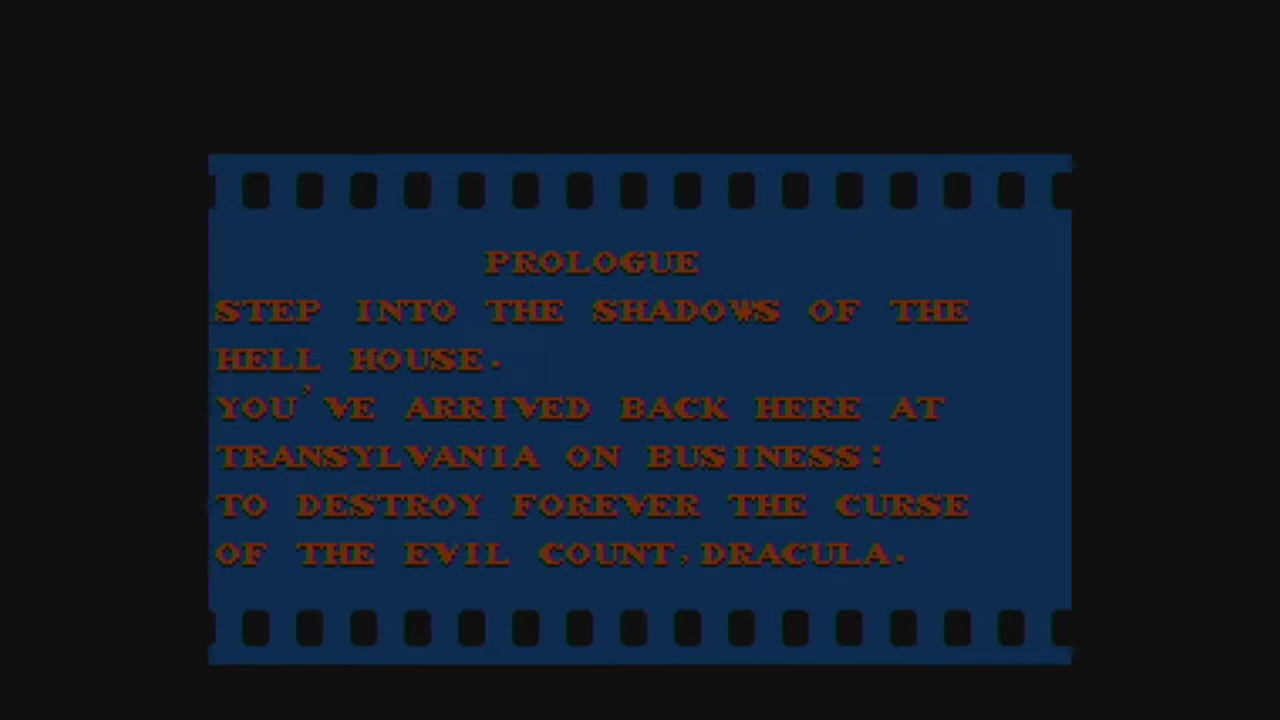 PROLOGUE
STEP INTO THE SHADOWS OF THE
HELL HOUSE.
YOU'VE ARRIVED BACK HERE AT
TRANSYLVANIA ON BUSINESS:
TO DESTROY FOREVER THE CURSE
OF THE EVIL COUNT,DRACULA.